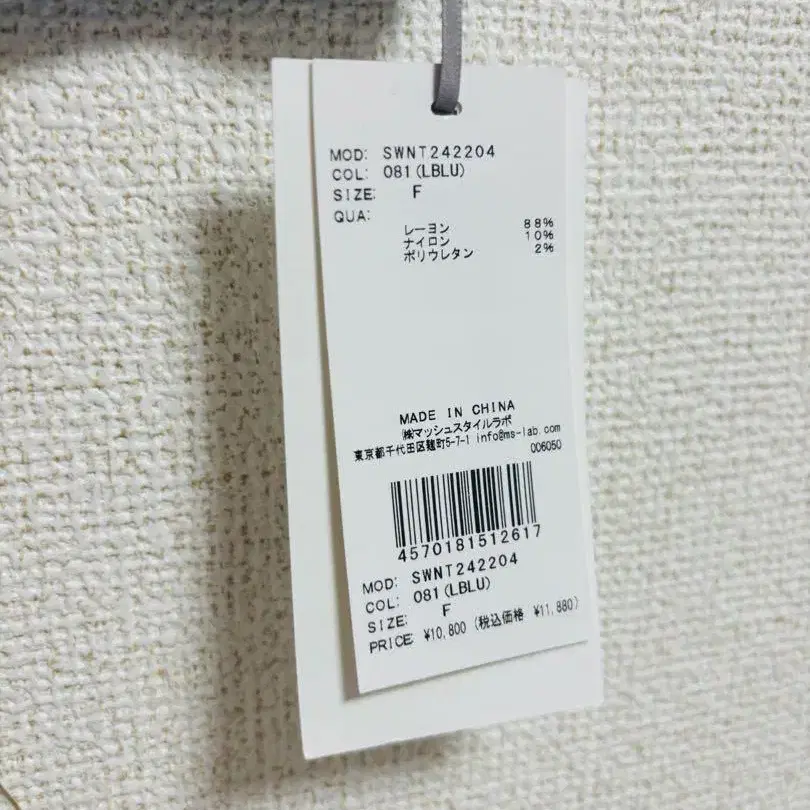 MOD: SWNT242204
COL: 081(LBLU)
SIZE: F
QUA:
レーヨン 88%
ナイロン 10%
ポリウレタン 2%
MADE IN CHINA
㈱マッシュスタイルラボ
東京都千代田区麹町5-7-1 info@ms-lab.com
006050
4570181512617
MOD: SWNT242204
COL: 081(LBLU)
SIZE: F
PRICE: ¥10,800 (税込価格 ¥11,880)